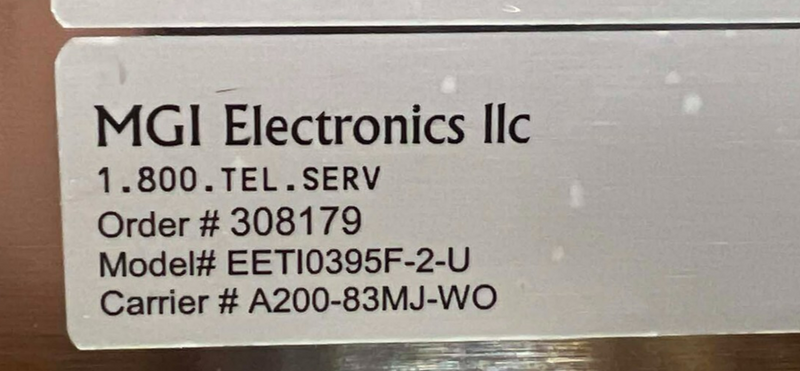 MGI Electronics llc
1.800.TEL.SERV
Order # 308179
Model# EETI0395F-2-U
Carrier # A200-83MJ-WO